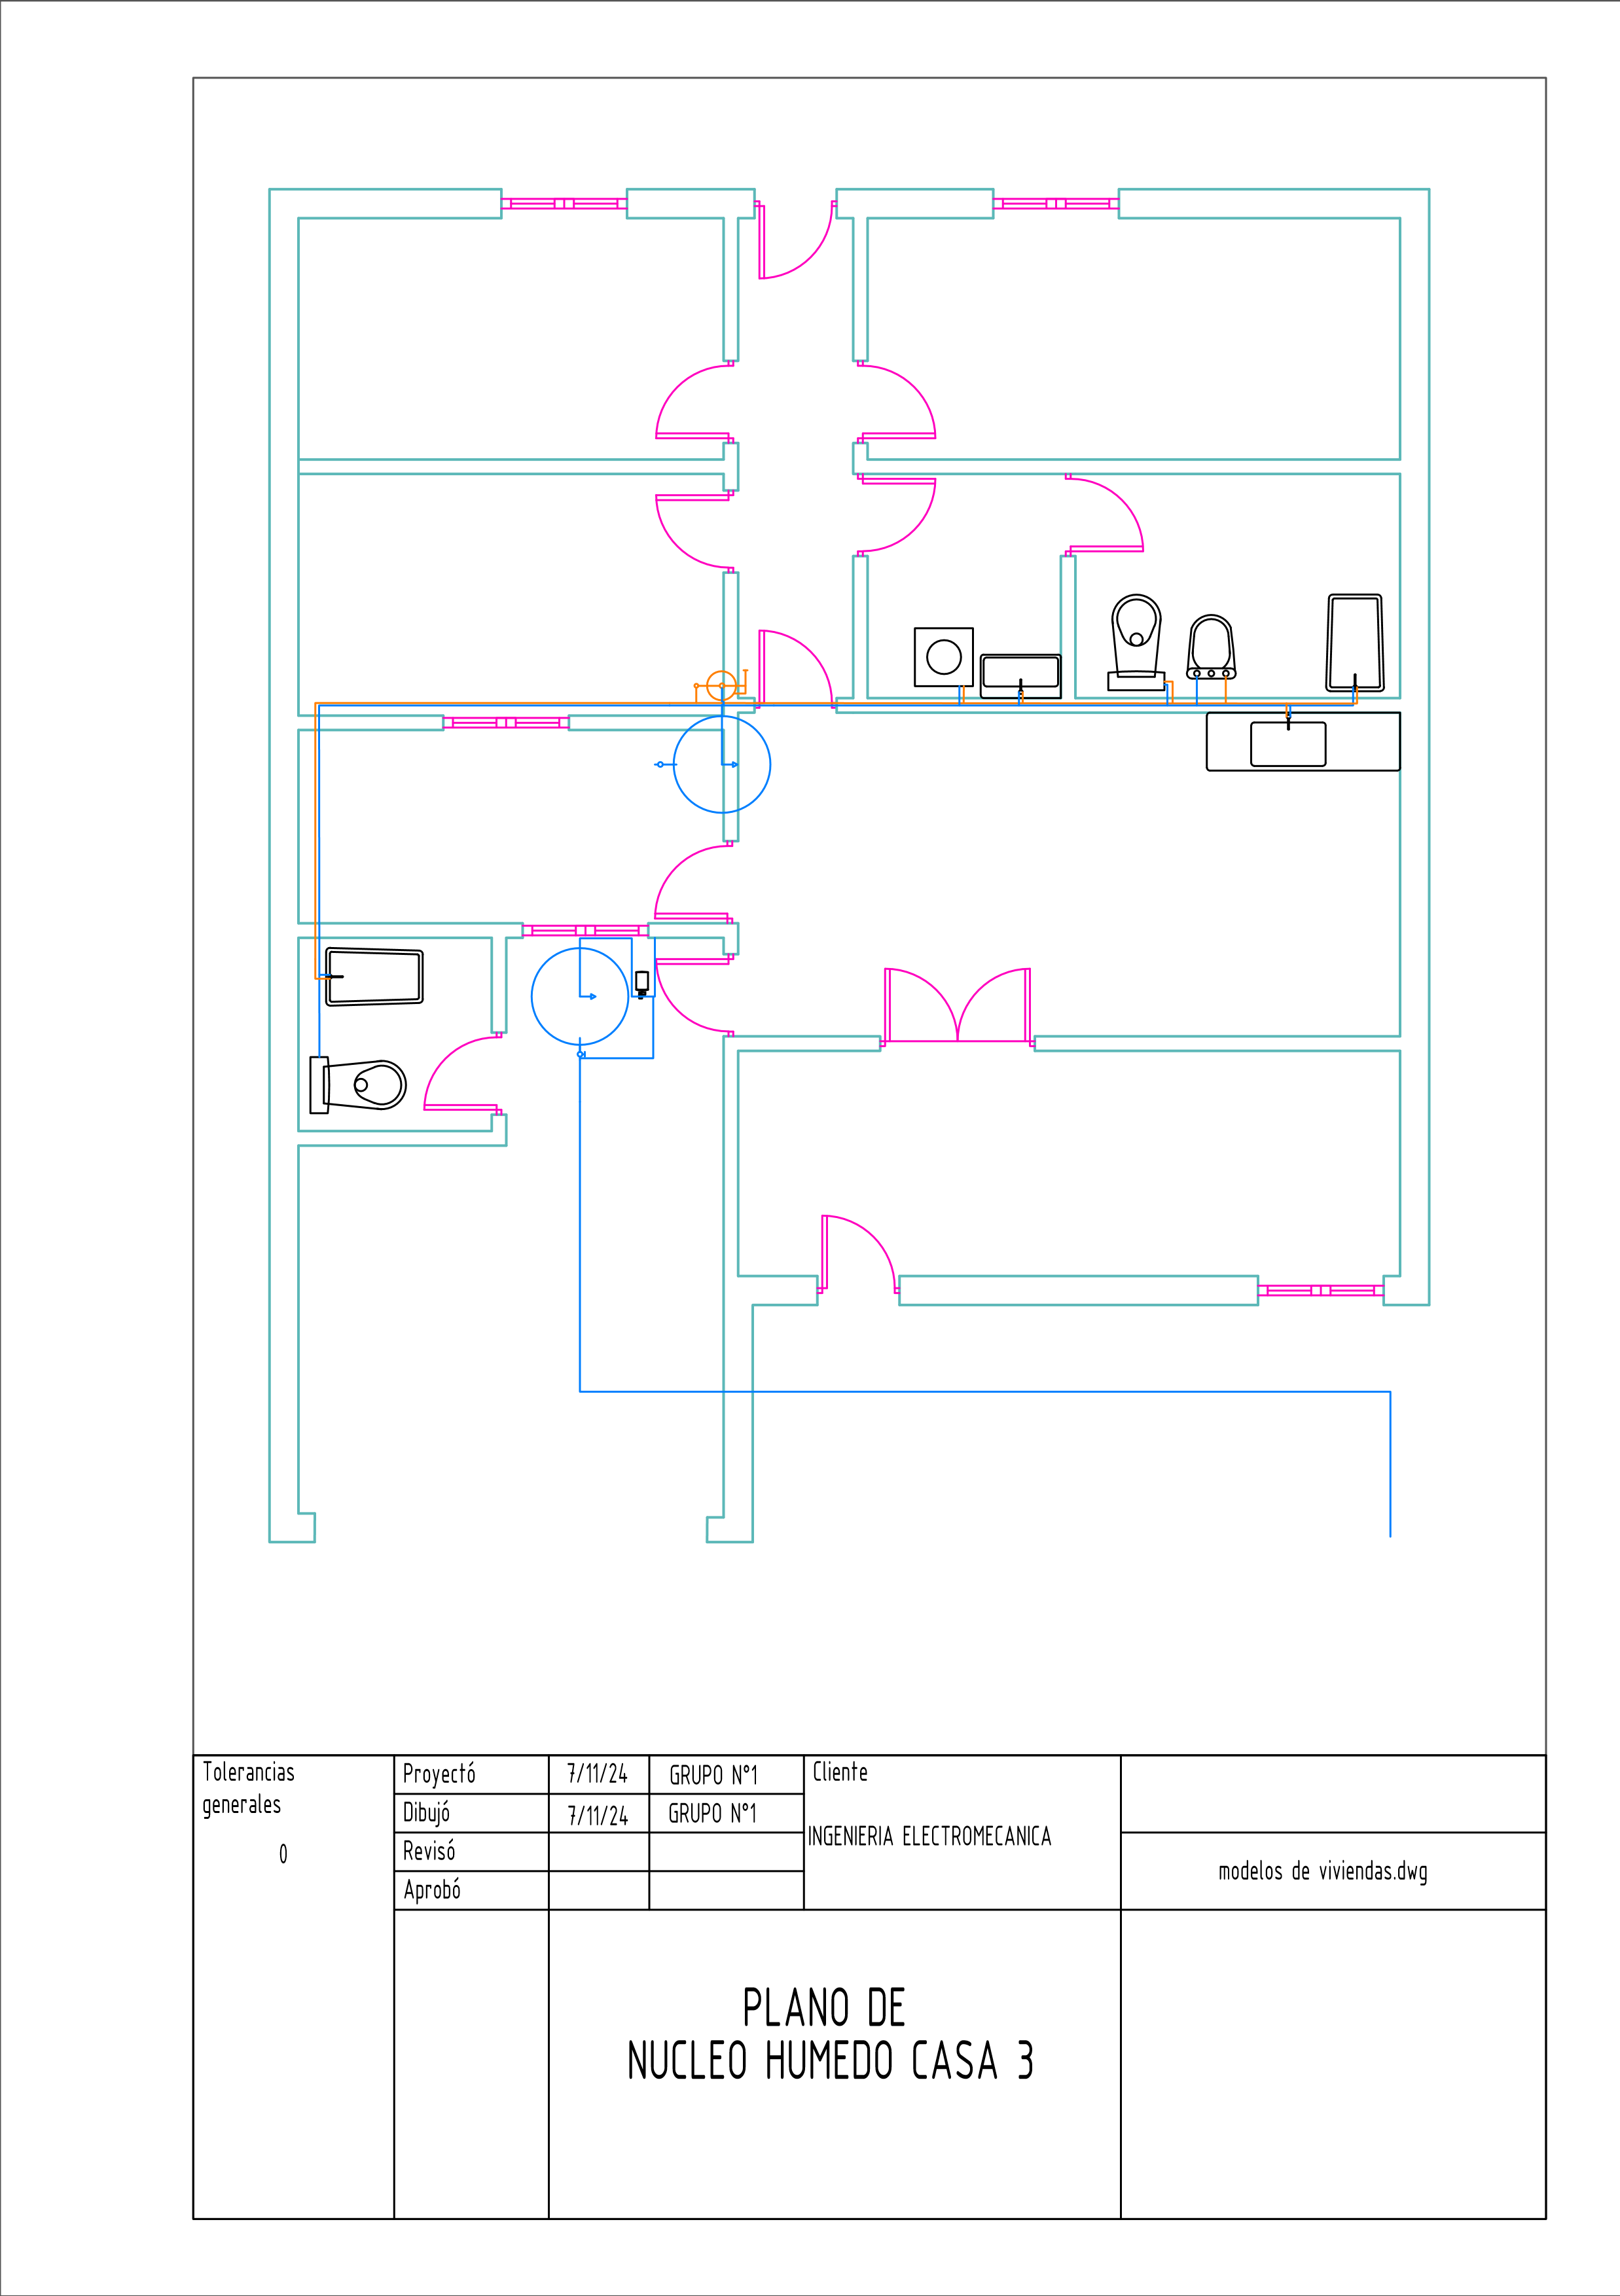 Tolerancias
generales
0
Proyectó 7/11/24 GRUPO N°1
Dibujó 7/11/24 GRUPO N°1
Revisó
Aprobó
Cliente
INGENIERIA ELECTROMECANICA
modelos de viviendas.dwg
PLANO DE
NUCLEO HUMEDO CASA 3